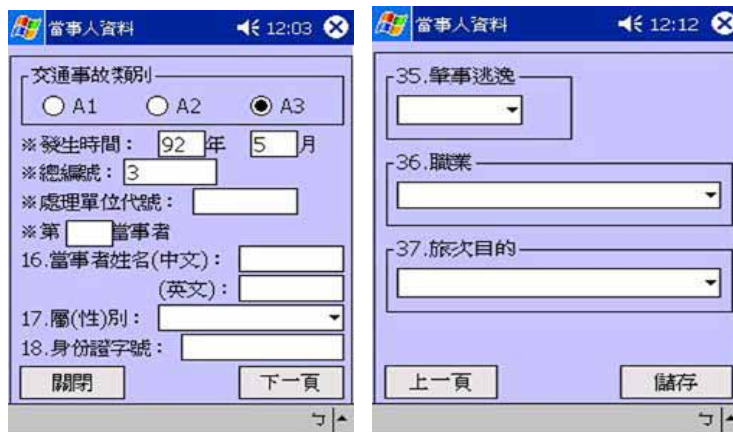 當事人資料 12:03
交通事故類別
A1 A2 A3
※發生時間： 92 年 5 月
※總編號： 3
※處理單位代號：
※第 當事者
16.當事者姓名(中文)：
(英文)：
17.屬(性)別：
18.身份證字號：
關閉 下一頁
ㄅ
當事人資料 12:12
35.肇事逃逸
36.職業
37.旅次目的
上一頁 儲存
ㄅ